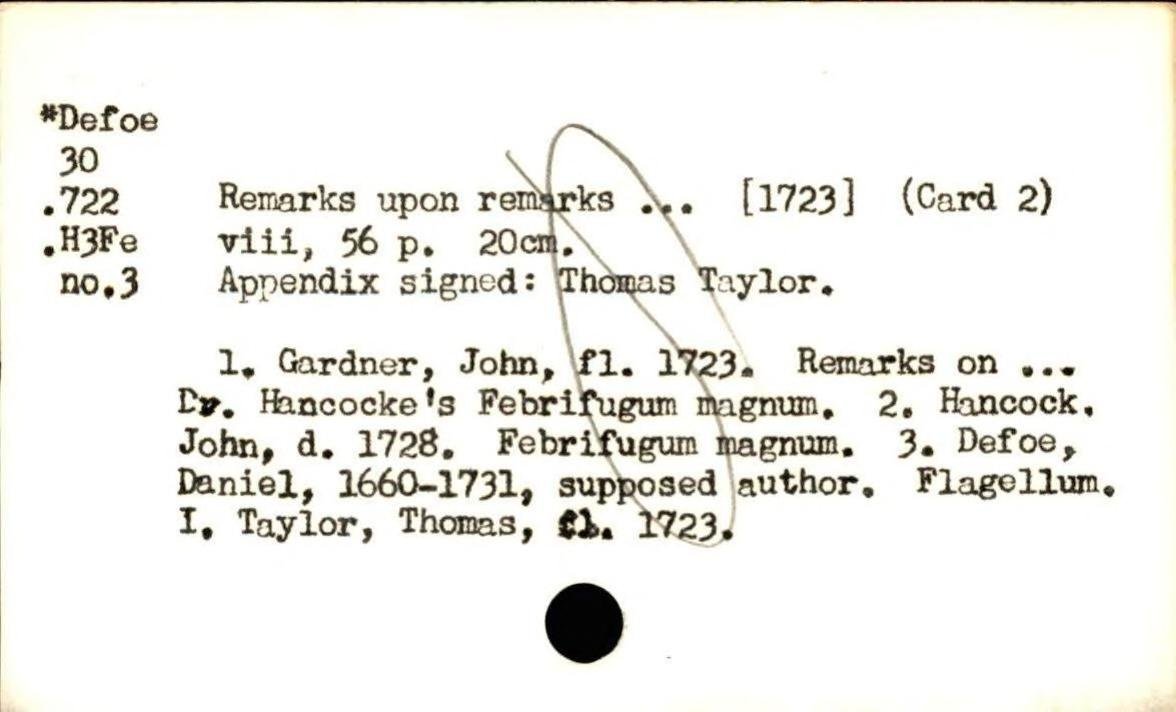 *Defoe
30
.722 Remarks upon remarks ... [1723] (Card 2)
.H3Fe viii, 56 p. 20cm.
no.3 Appendix signed: Thomas Taylor.
1. Gardner, John, fl. 1723. Remarks on ...
Dr. Hancocke's Febrifugum magnum. 2. Hancock,
John, d. 1728. Febrifugum magnum. 3. Defoe,
Daniel, 1660-1731, supposed author. Flagellum.
I. Taylor, Thomas, fl. 1723.